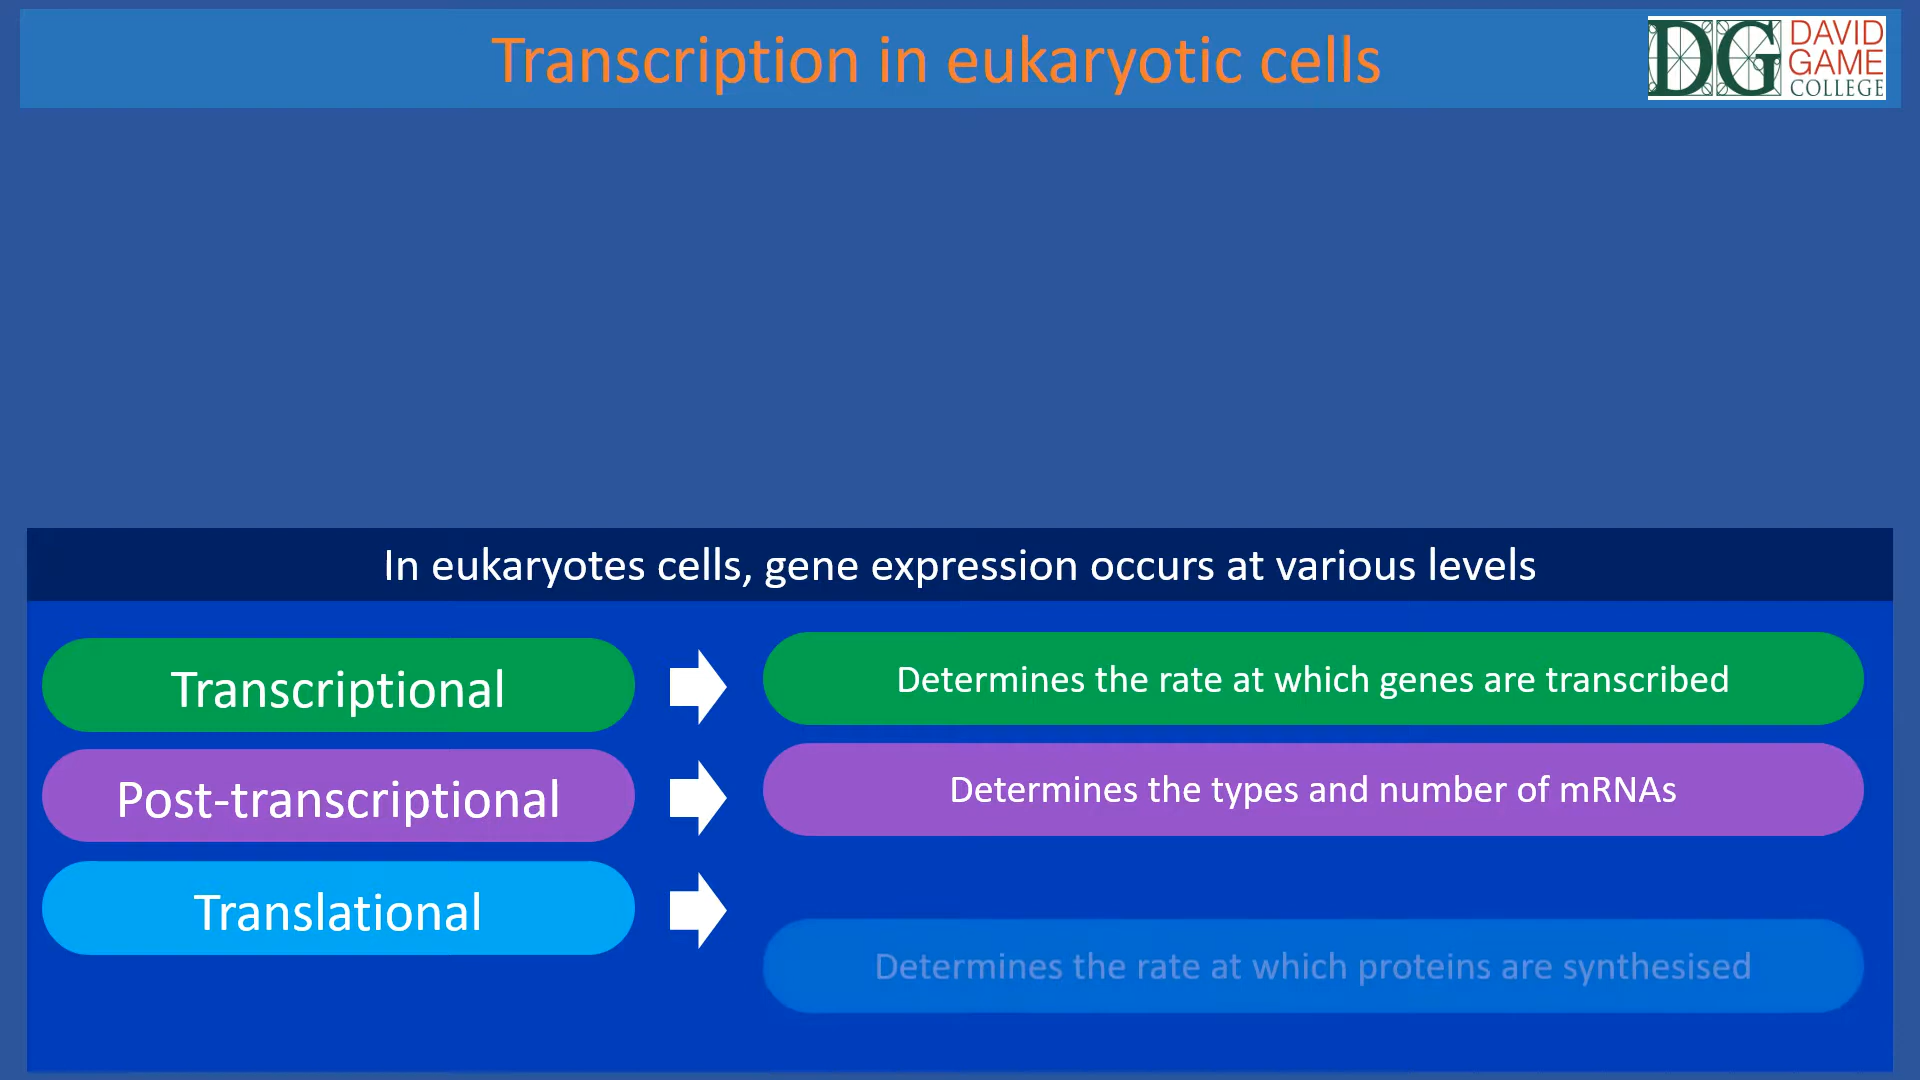 Transcription in eukaryotic cells
DG
DAVID
GAME
COLLEGE
In eukaryotes cells, gene expression occurs at various levels
Transcriptional
Determines the rate at which genes are transcribed
Post-transcriptional
Determines the types and number of mRNAs
Translational
Determines the rate at which proteins are synthesised